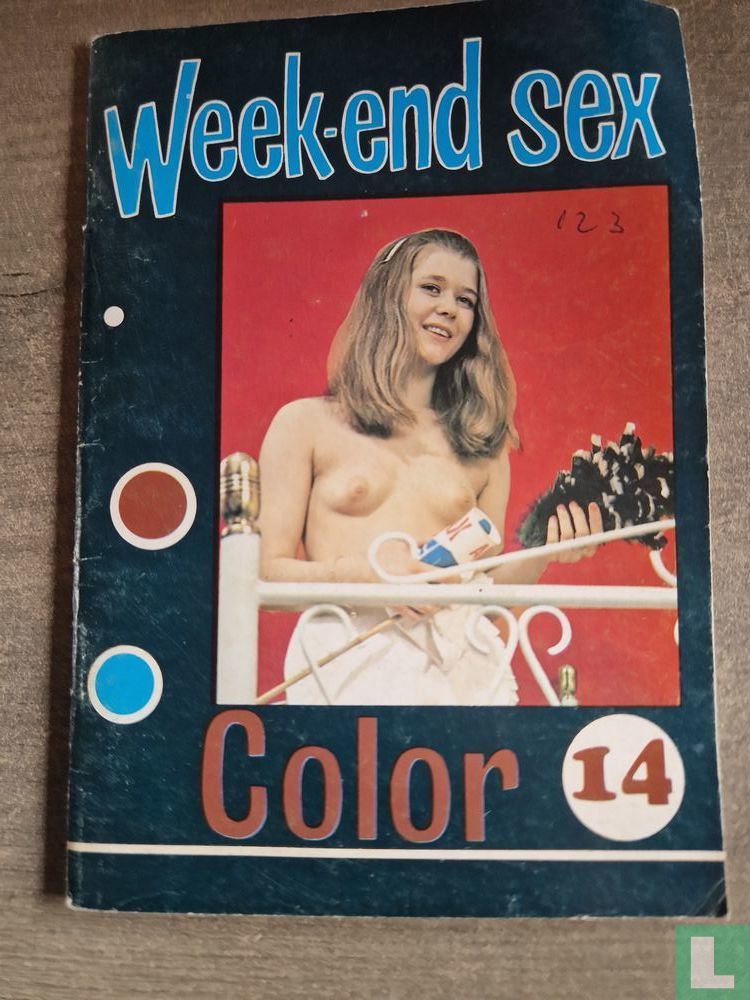 Week-end sex
123
Color 14
L